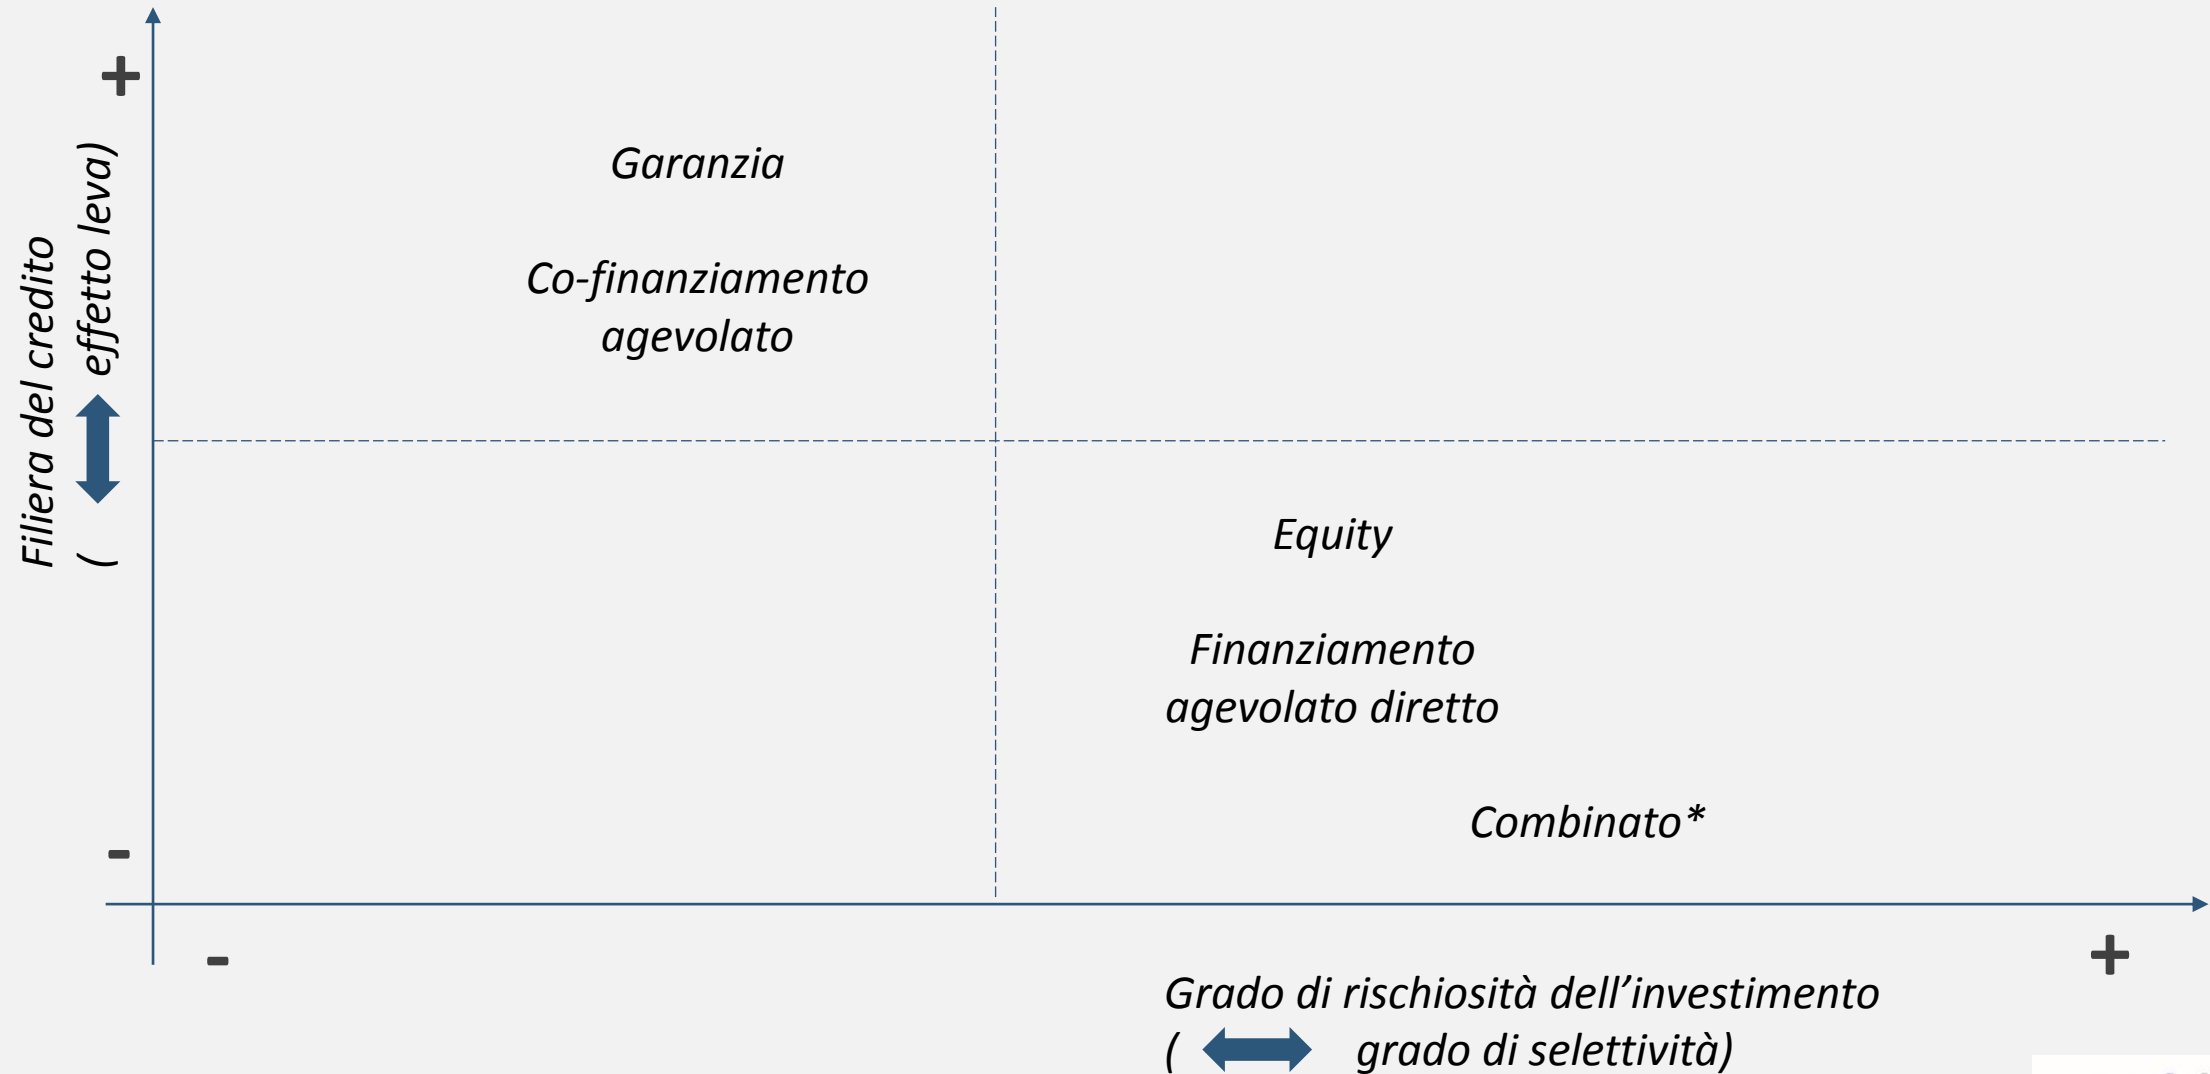 +
Filiera del credito
( effetto leva)
Garanzia
Co-finanziamento
agevolato
Equity
Finanziamento
agevolato diretto
Combinato*
-
-
+
Grado di rischiosità dell’investimento
( grado di selettività)